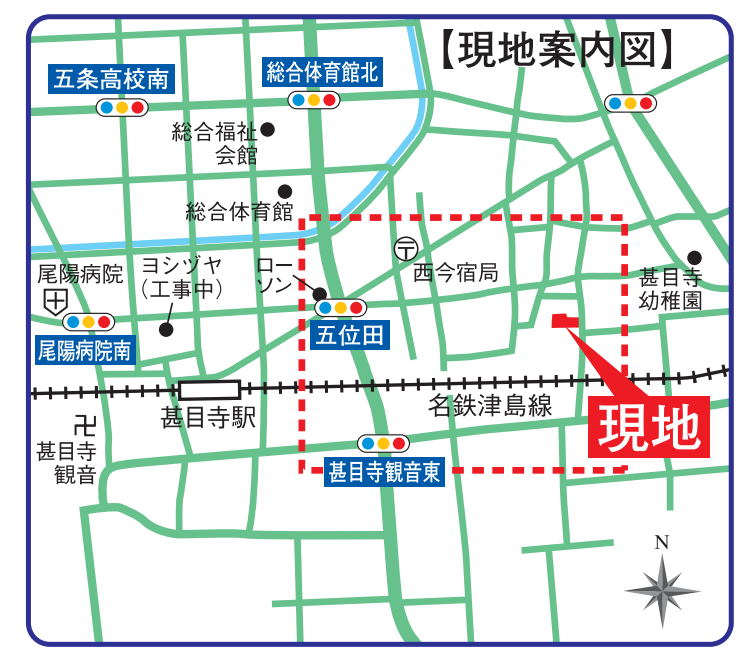 【現地案内図】
五条高校南
総合体育館北
総合福祉
会館
総合体育館
尾陽病院
ヨシヅヤ
（工事中）
ロー
ソン
西今宿局
甚目寺
幼稚園
尾陽病院南
五位田
甚目寺駅
名鉄津島線
現地
卍
甚目寺
観音
甚目寺観音東
N